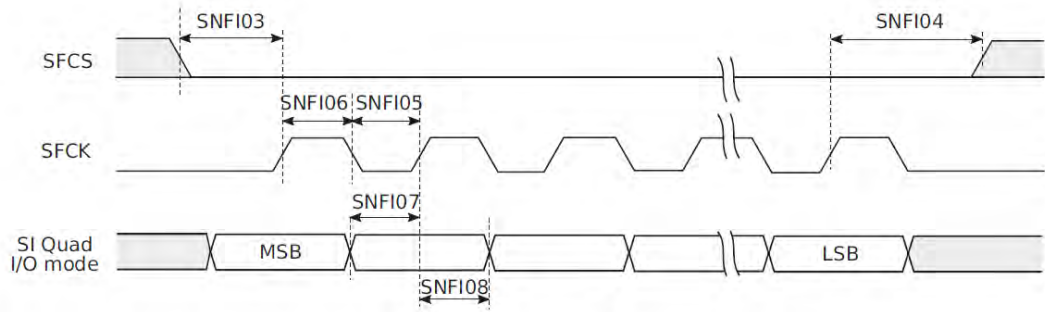 SNFI03
SNFI04
SFCS
SNFI06
SNFI05
SFCK
SNFI07
SI Quad
I/O mode
MSB
LSB
SNFI08